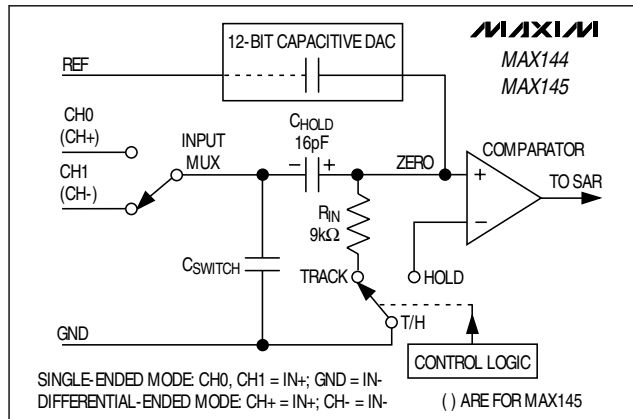 12-BIT CAPACITIVE DAC
MAXIM
MAX144
MAX145
REF
CH0
(CH+)
CH1
(CH-)
INPUT
MUX
CHOLD
16pF
− +
ZERO
COMPARATOR
+
−
TO SAR
RIN
9kΩ
CSWITCH
TRACK
HOLD
T/H
GND
CONTROL LOGIC
SINGLE-ENDED MODE: CH0, CH1 = IN+; GND = IN-
DIFFERENTIAL-ENDED MODE: CH+ = IN+; CH- = IN-
( ) ARE FOR MAX145